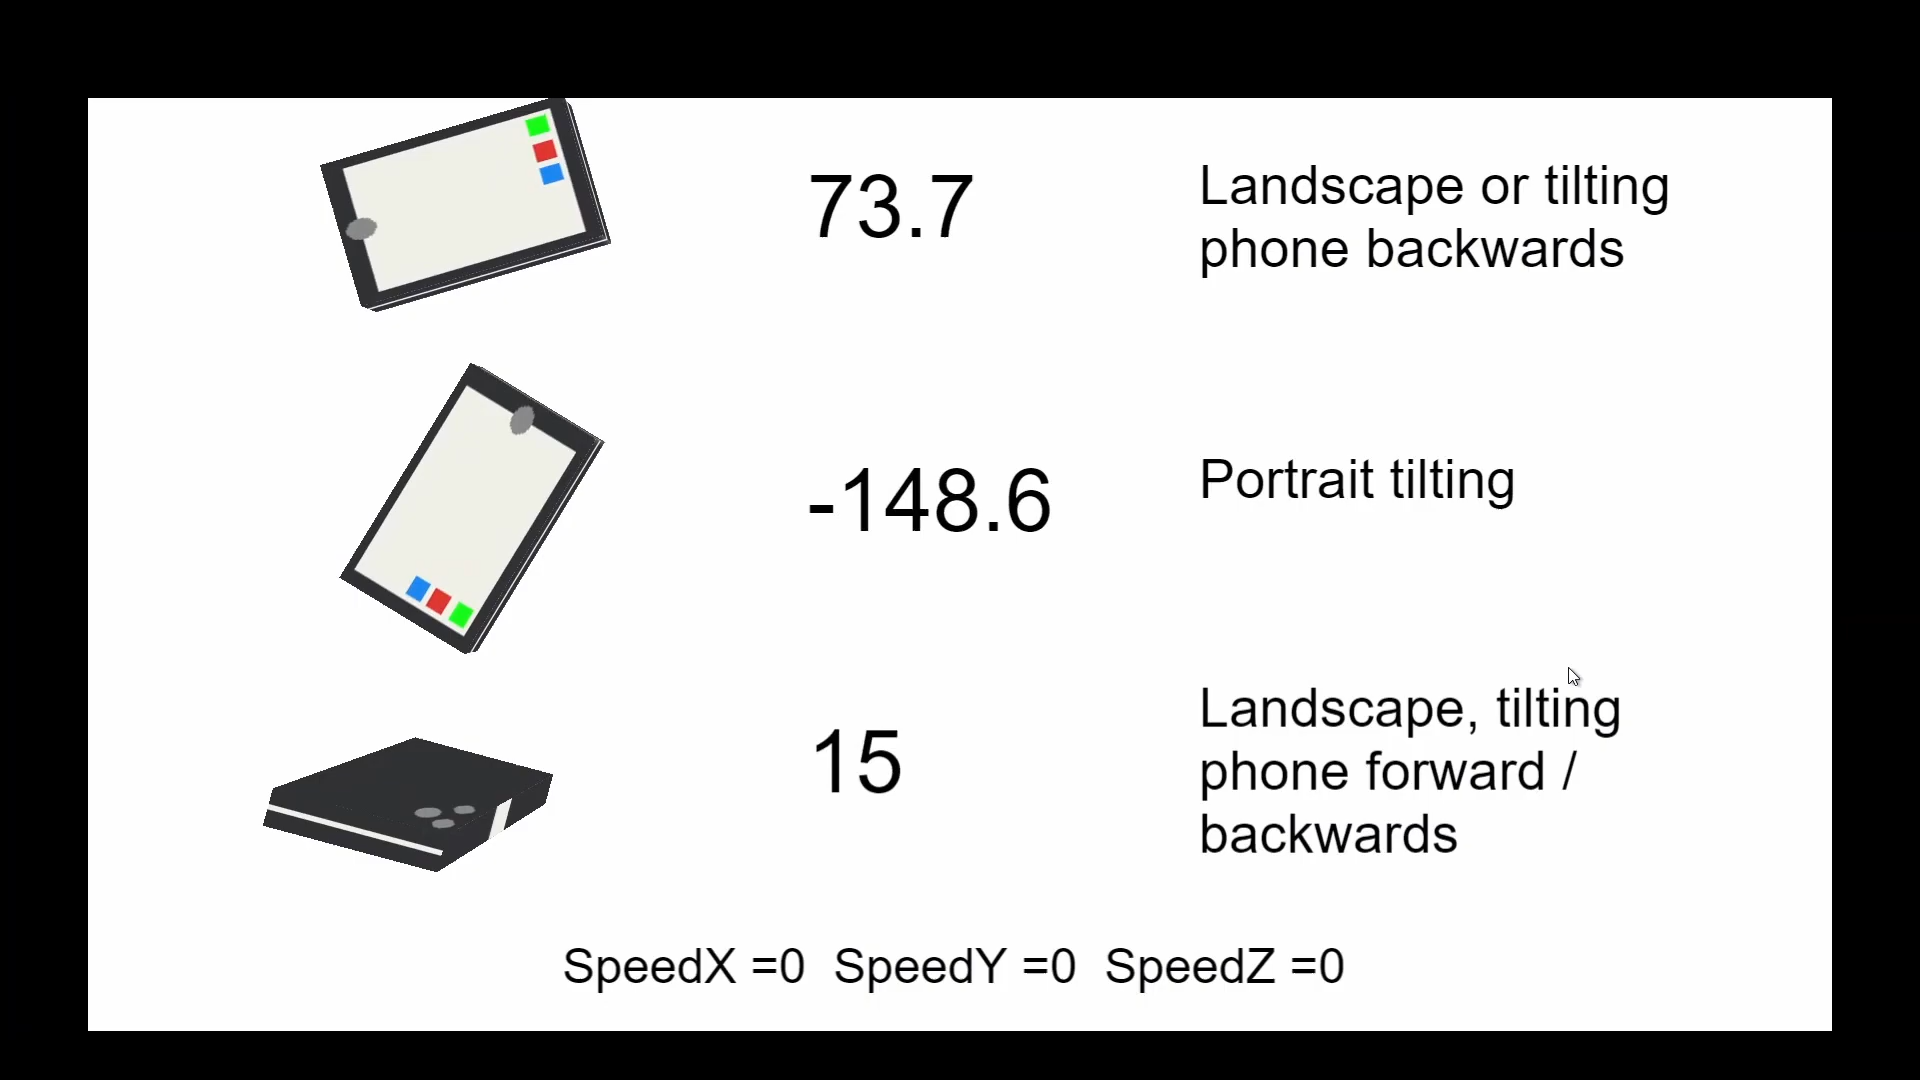 73.7
Landscape or tilting
phone backwards
-148.6
Portrait tilting
15
Landscape, tilting
phone forward /
backwards
SpeedX =0 SpeedY =0 SpeedZ =0